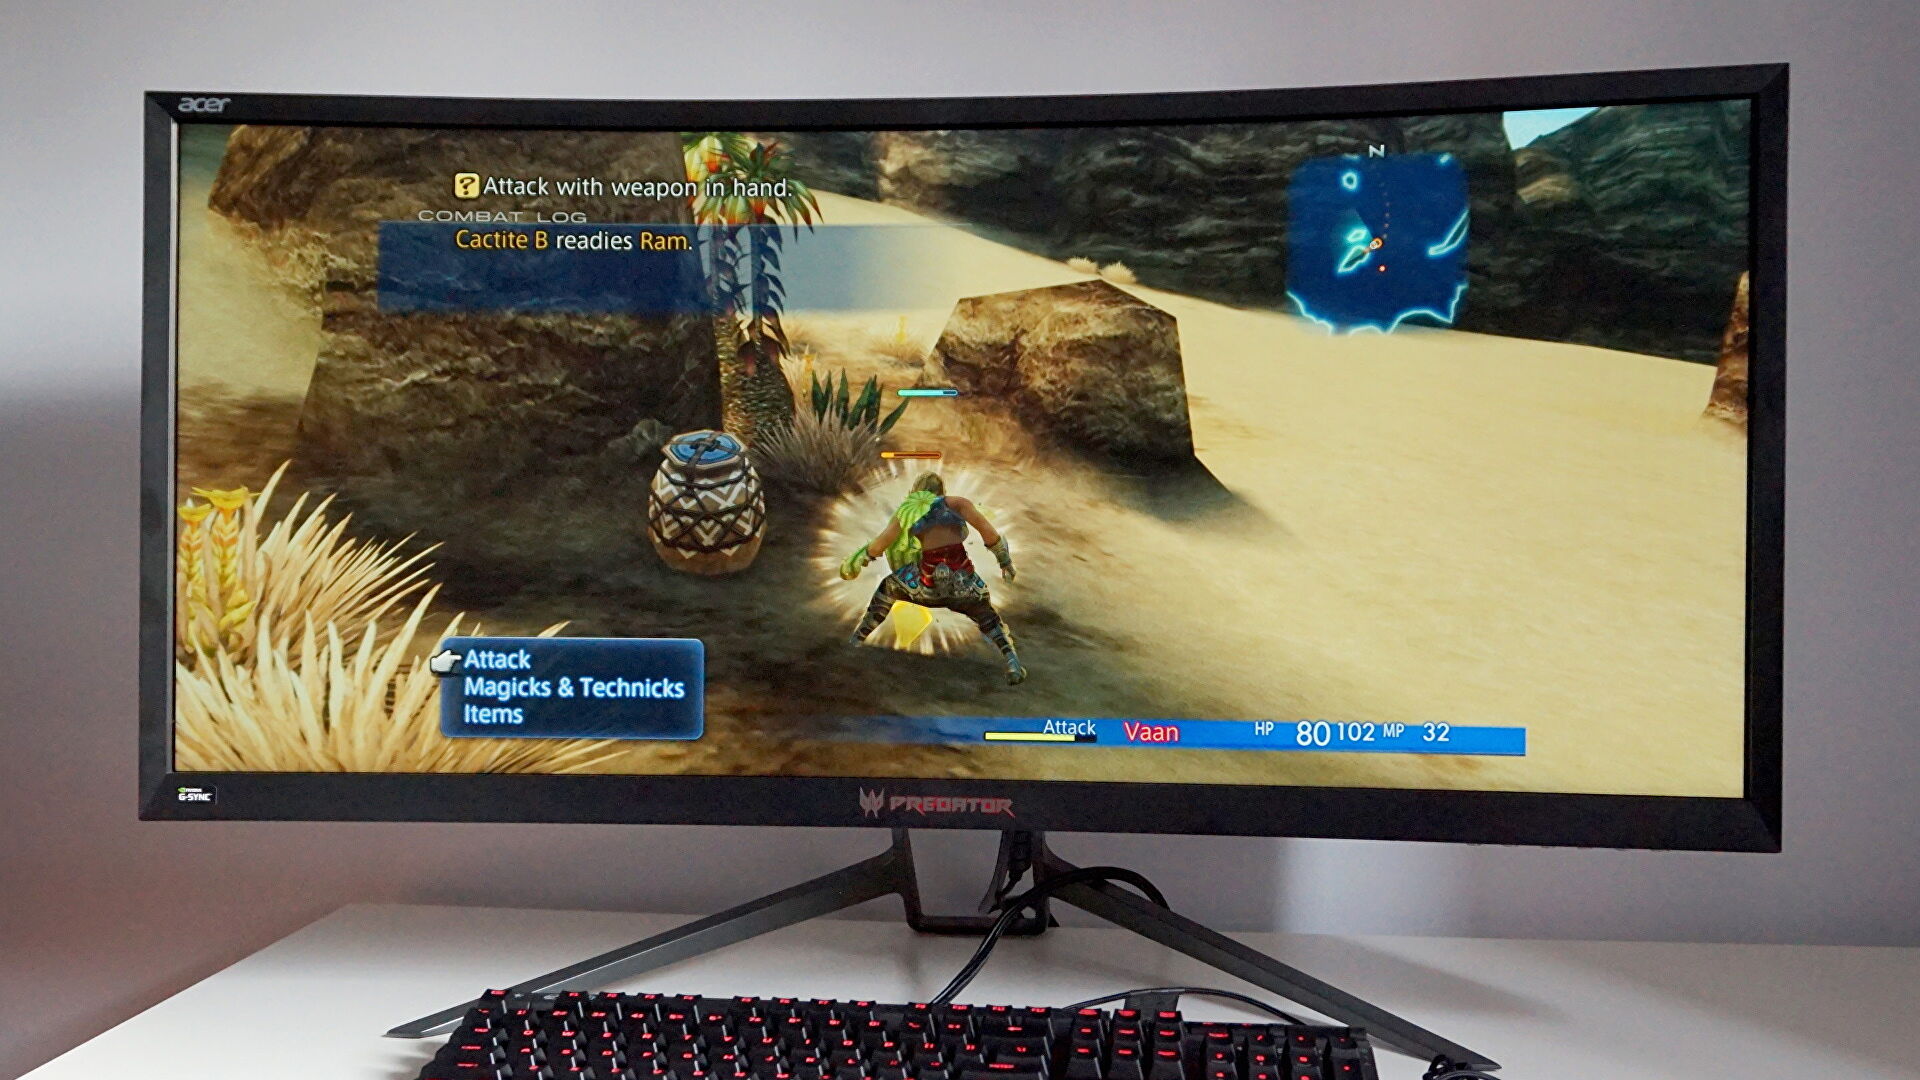 acer
N
Attack with weapon in hand.
COMBAT LOG
Cactite B readies Ram.
Attack
Magicks & Technicks
Items
Attack Vaan HP 80 102 MP 32
NVIDIA
G-SYNC
PREDATOR